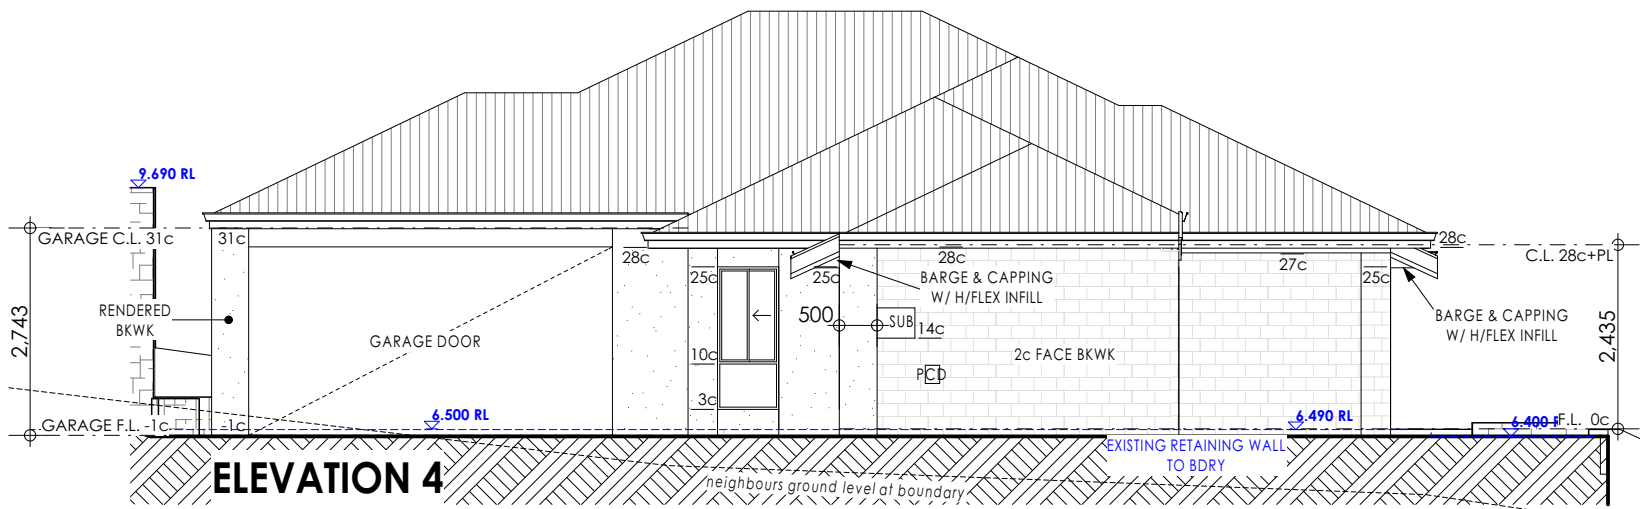 9.690 RL
GARAGE C.L. 31c
31c
28c
25c
25c
28c
27c
28c
25c
C.L. 28c+PL
BARGE & CAPPING
W/ H/FLEX INFILL
BARGE & CAPPING
W/ H/FLEX INFILL
RENDERED
BKWK
2,743
GARAGE DOOR
500
SUB
14c
2c FACE BKWK
2,435
10c
PCD
3c
GARAGE F.L. -1c
-1c
6.500 RL
6.490 RL
6.400
F.L. 0c
EXISTING RETAINING WALL
TO BDRY
ELEVATION 4
neighbours ground level at boundary